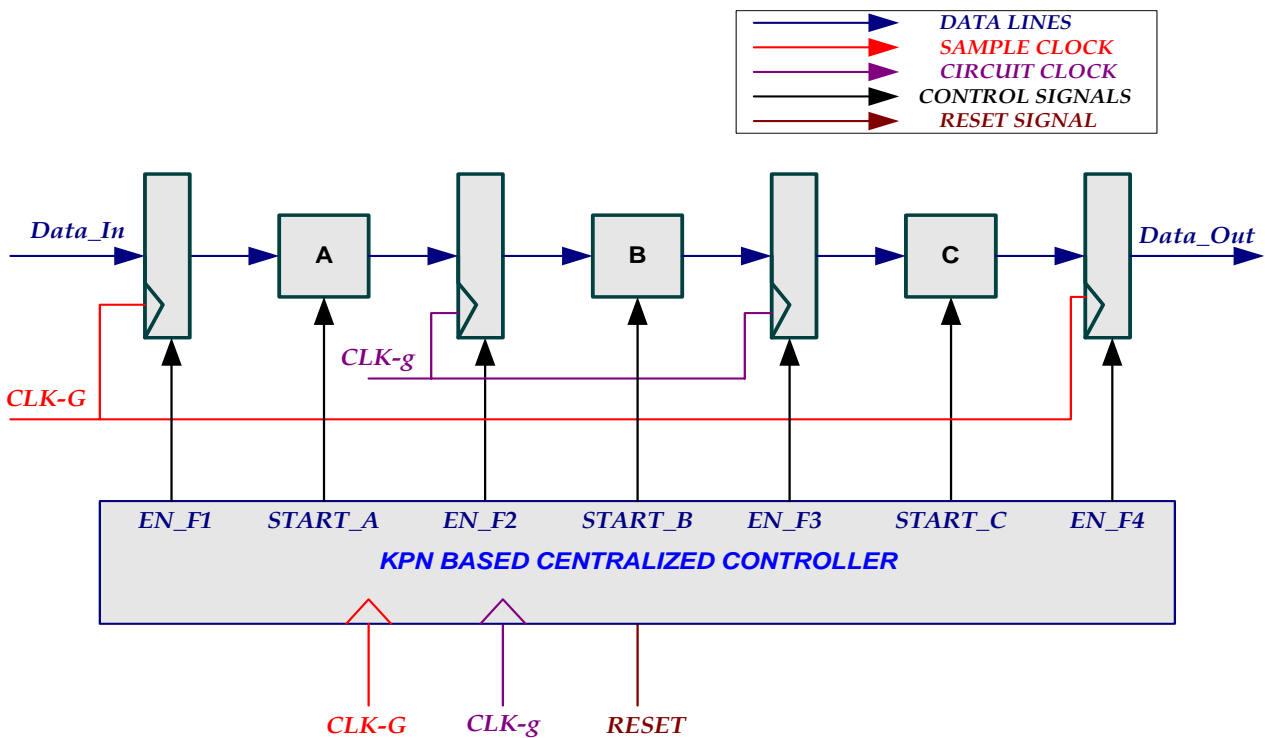 DATA LINES
SAMPLE CLOCK
CIRCUIT CLOCK
CONTROL SIGNALS
RESET SIGNAL
Data_In
A
B
C
Data_Out
CLK-g
CLK-G
EN_F1
START_A
EN_F2
START_B
EN_F3
START_C
EN_F4
KPN BASED CENTRALIZED CONTROLLER
CLK-G
CLK-g
RESET